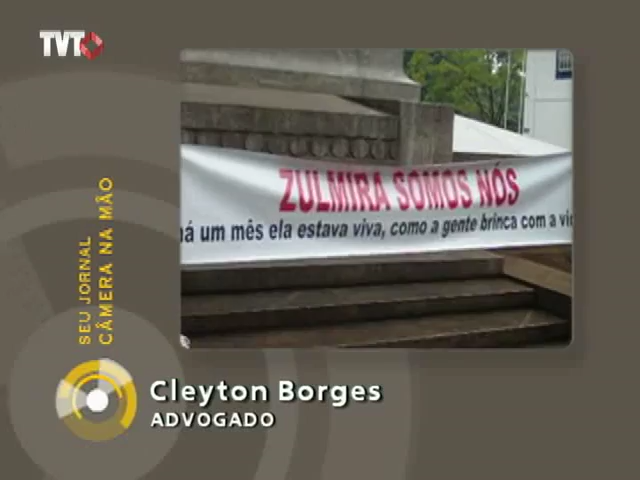 TVT
ZULMIRA SOMOS NÓS
há um mês ela estava viva, como a gente brinca com a
SEU JORNAL
CÂMERA NA MÃO
Cleyton Borges
ADVOGADO